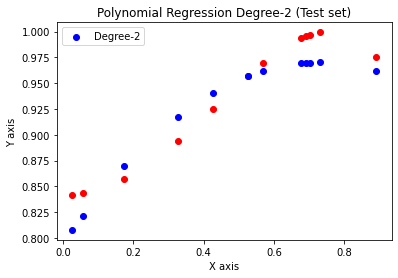 Polynomial Regression Degree-2 (Test set)
Degree-2
1.000
0.975
0.950
0.925
0.900
0.875
0.850
0.825
0.800
Y axis
0.0 0.2 0.4 0.6 0.8
X axis